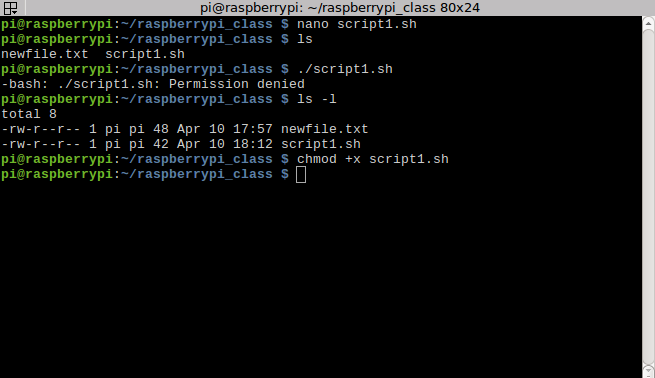 pi@raspberrypi: ~/raspberrypi_class 80x24
pi@raspberrypi:~/raspberrypi_class $ nano script1.sh
pi@raspberrypi:~/raspberrypi_class $ ls
newfile.txt  script1.sh
pi@raspberrypi:~/raspberrypi_class $ ./script1.sh
-bash: ./script1.sh: Permission denied
pi@raspberrypi:~/raspberrypi_class $ ls -l
total 8
-rw-r--r-- 1 pi pi 48 Apr 10 17:57 newfile.txt
-rw-r--r-- 1 pi pi 42 Apr 10 18:12 script1.sh
pi@raspberrypi:~/raspberrypi_class $ chmod +x script1.sh
pi@raspberrypi:~/raspberrypi_class $